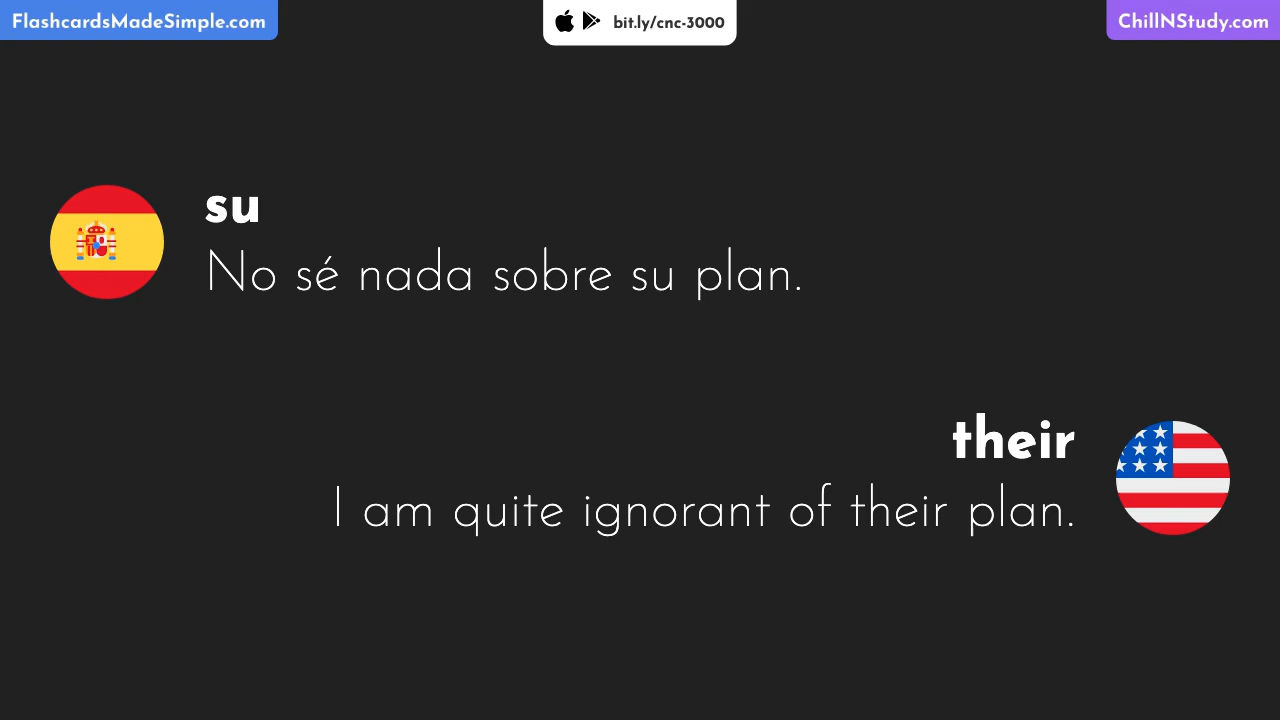 FlashcardsMadeSimple.com
bit.ly/cnc-3000
ChillNStudy.com
su
No sé nada sobre su plan.
their
I am quite ignorant of their plan.